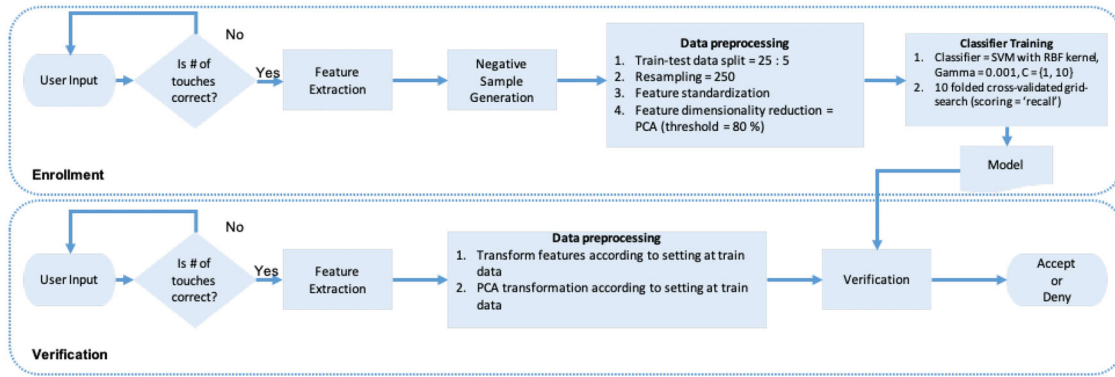 No
User Input
Is # of
touches
correct?
Yes
Feature
Extraction
Negative
Sample
Generation
Data preprocessing
1. Train-test data split = 25 : 5
2. Resampling = 250
3. Feature standardization
4. Feature dimensionality reduction =
PCA (threshold = 80 %)
Classifier Training
1. Classifier = SVM with RBF kernel,
Gamma = 0.001, C = {1, 10}
2. 10 folded cross-validated grid-
search (scoring = 'recall')
Model
Enrollment
No
User Input
Is # of
touches
correct?
Yes
Feature
Extraction
Data preprocessing
1. Transform features according to setting at train
data
2. PCA transformation according to setting at train
data
Verification
Accept
or
Deny
Verification